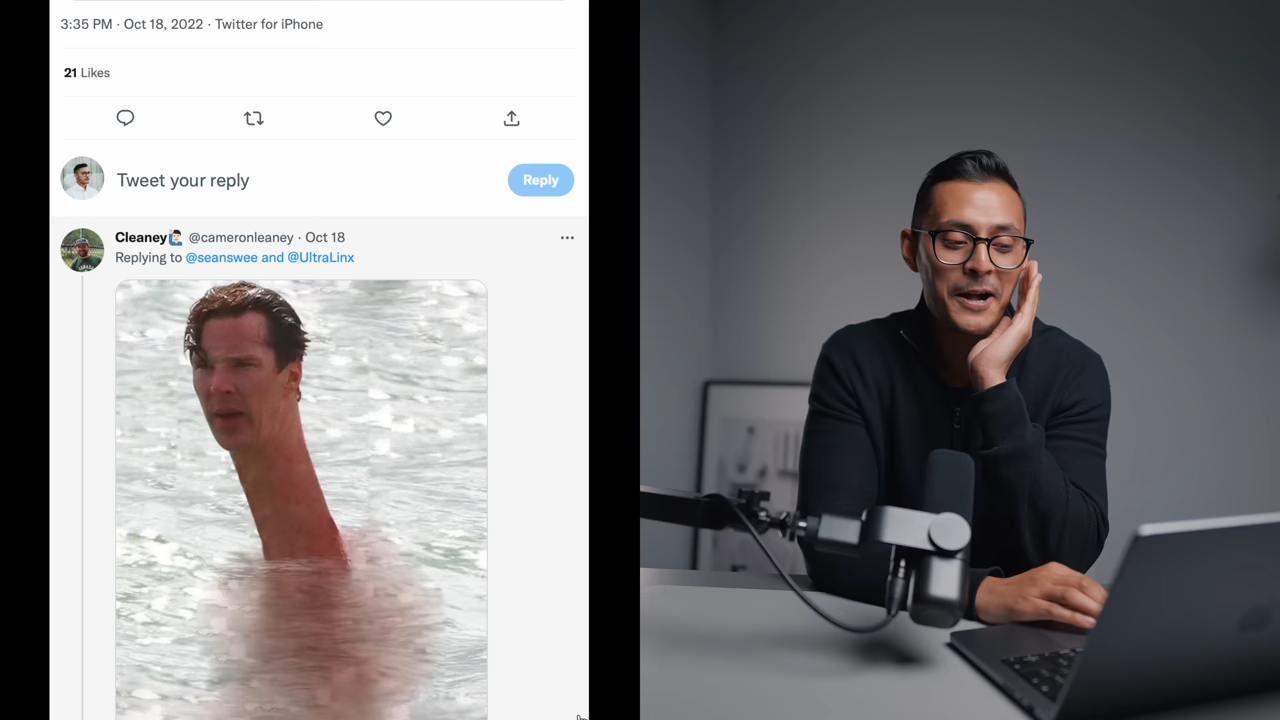 3:35 PM · Oct 18, 2022 · Twitter for iPhone
21 Likes
Tweet your reply
Reply
Cleaney🙋🏻‍♂️ @cameronleaney · Oct 18
Replying to @seanswee and @UltraLinx